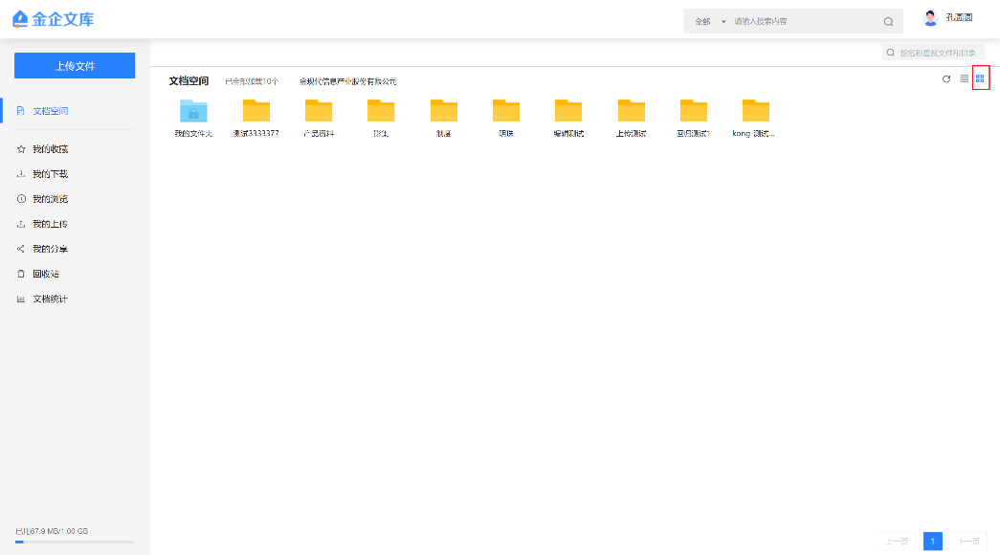 金企文库
全部 请输入搜索内容
孔圆圆
上传文件
按名称查找文件和目录
文档空间 已全部加载10个 金现代信息产业股份有限公司
文档空间
我的文件夹 测试3333377 产品资料 影集 制度 明珠 编辑测试 上传测试 回归测试1 kong-测试...
我的收藏
我的下载
我的浏览
我的上传
我的分享
回收站
文档统计
已用67.9 MB/1.00 GB
上一页 1 下一页